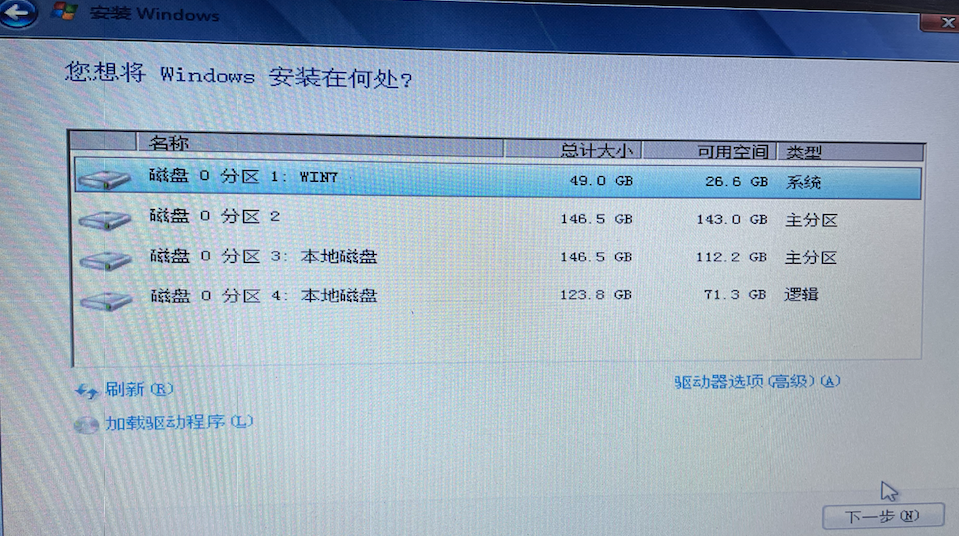 安装 Windows
您想将 Windows 安装在何处?
名称 总计大小 可用空间 类型
磁盘 0 分区 1: WIN7 49.0 GB 26.6 GB 系统
磁盘 0 分区 2 146.5 GB 143.0 GB 主分区
磁盘 0 分区 3: 本地磁盘 146.5 GB 112.2 GB 主分区
磁盘 0 分区 4: 本地磁盘 123.8 GB 71.3 GB 逻辑
刷新(R) 驱动器选项(高级)(A)
加载驱动程序(L)
下一步(N)